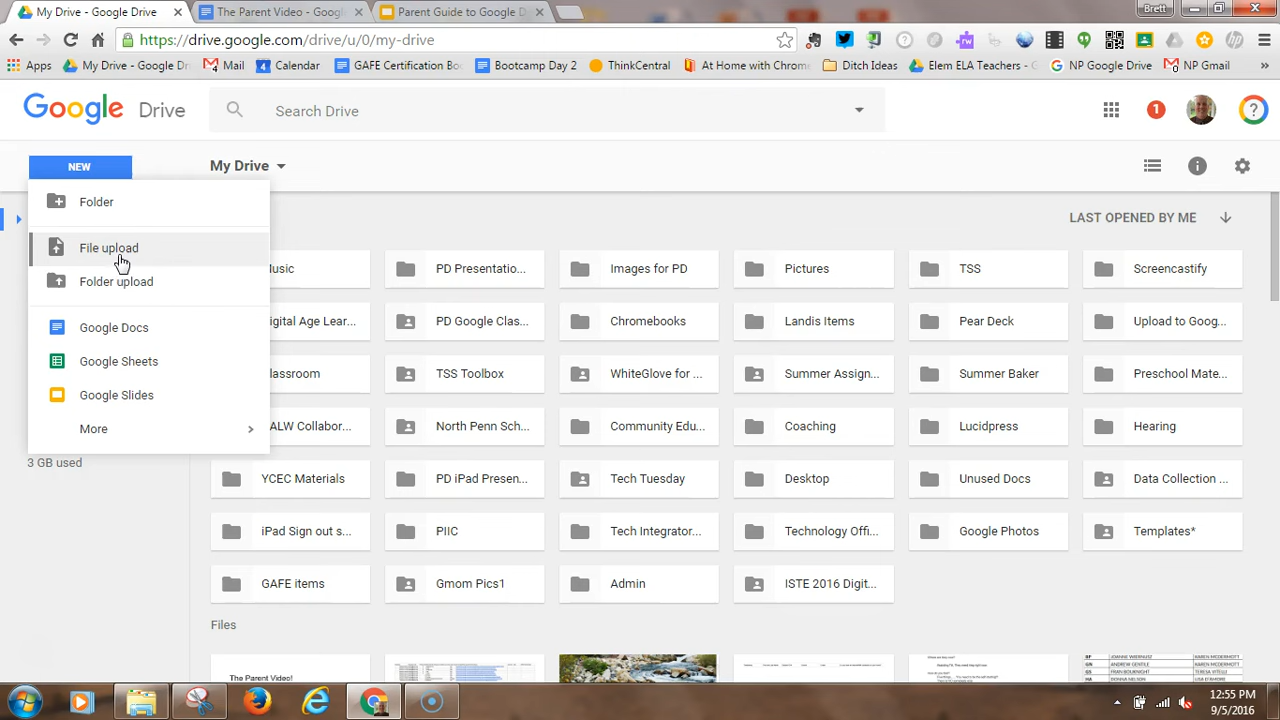 My Drive - Google Drive
The Parent Video - Googl
Parent Guide to Google D
Brett
https://drive.google.com/drive/u/0/my-drive
Apps
My Drive - Google Dr
Mail
Calendar
GAFE Certification Bo
Bootcamp Day 2
ThinkCentral
At Home with Chrom
Ditch Ideas
Elem ELA Teachers - G
NP Google Drive
NP Gmail
»
Google Drive
Search Drive
1
?
NEW
My Drive
Folder
File upload
Folder upload
Google Docs
Google Sheets
Google Slides
More
3 GB used
LAST OPENED BY ME
usic
PD Presentatio...
Images for PD
Pictures
TSS
Screencastify
igital Age Lear...
PD Google Clas...
Chromebooks
Landis Items
Pear Deck
Upload to Goog...
lassroom
TSS Toolbox
WhiteGlove for ...
Summer Assign...
Summer Baker
Preschool Mate...
ALW Collabor...
North Penn Sch...
Community Edu...
Coaching
Lucidpress
Hearing
YCEC Materials
PD iPad Presen...
Tech Tuesday
Desktop
Unused Docs
Data Collection ...
iPad Sign out s...
PIIC
Tech Integrator...
Technology Offi...
Google Photos
Templates*
GAFE items
Gmom Pics1
Admin
ISTE 2016 Digit...
Files
The Parent Video!
12:55 PM
9/5/2016